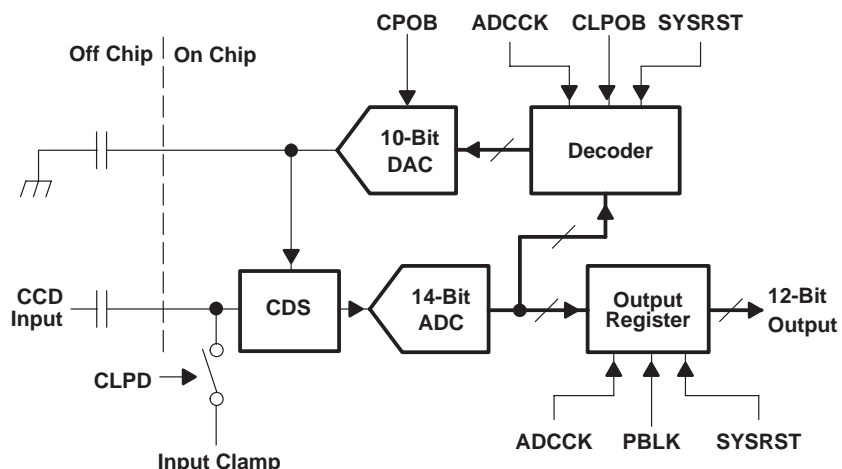 CPOB
ADCCK CLPOB SYSRST
Off Chip On Chip
10-Bit
DAC
Decoder
CCD
Input
CDS
14-Bit
ADC
Output
Register
12-Bit
Output
CLPD
ADCCK PBLK SYSRST
Input Clamp